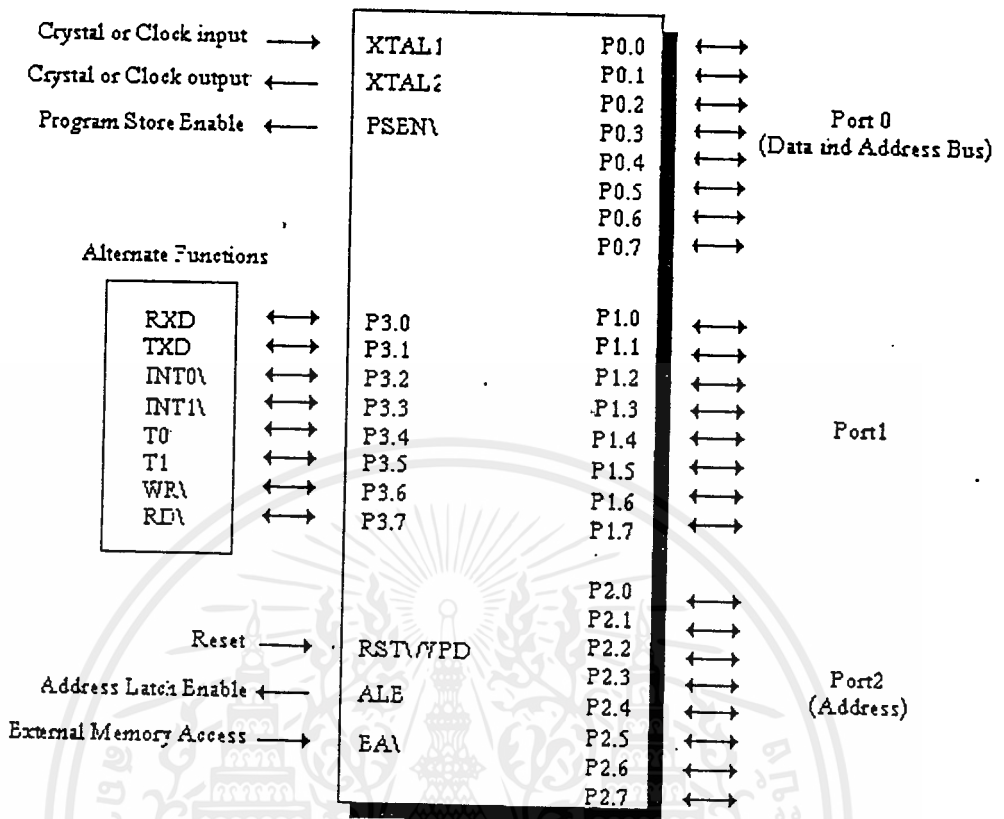 Crystal or Clock input
Crystal or Clock output
Program Store Enable
Alternate Functions
RXD
TXD
INT0\
INT1\
T0
T1
WR\
RD\
Reset
Address Latch Enable
External Memory Access
XTAL1
XTAL2
PSEN\
P3.0
P3.1
P3.2
P3.3
P3.4
P3.5
P3.6
P3.7
RST\/VPD
ALE
EA\
P0.0
P0.1
P0.2
P0.3
P0.4
P0.5
P0.6
P0.7
P1.0
P1.1
P1.2
P1.3
P1.4
P1.5
P1.6
P1.7
P2.0
P2.1
P2.2
P2.3
P2.4
P2.5
P2.6
P2.7
Port 0
(Data and Address Bus)
Port1
Port2
(Address)